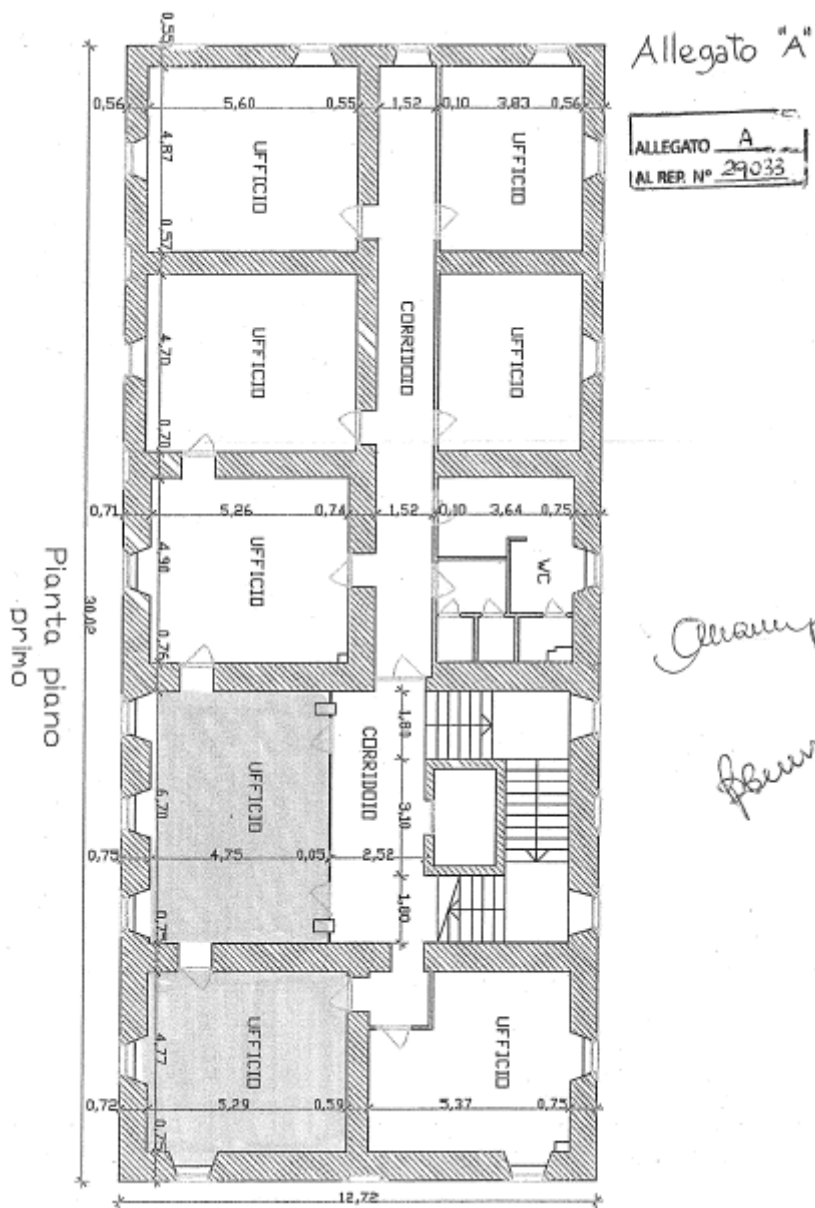 Allegato "A"
ALLEGATO A
AL REP. N° 29033
0,55
0,56 5,60 0,55 1,52 0,10 3,83 0,56
4,87
UFFICIO
UFFICIO
0,57
4,70
UFFICIO
CORRIDOIO
UFFICIO
0,70
0,71 5,26 0,74 1,52 0,10 3,64 0,75
4,90
UFFICIO
WC
0,76
30,02
Pianta piano
primo
1,80
UFFICIO
CORRIDOIO
3,10
6,70
0,75 4,75 0,05 2,52
1,80
0,75
4,77
UFFICIO
UFFICIO
0,72 5,29 0,59 5,37 0,75
0,75
12,72